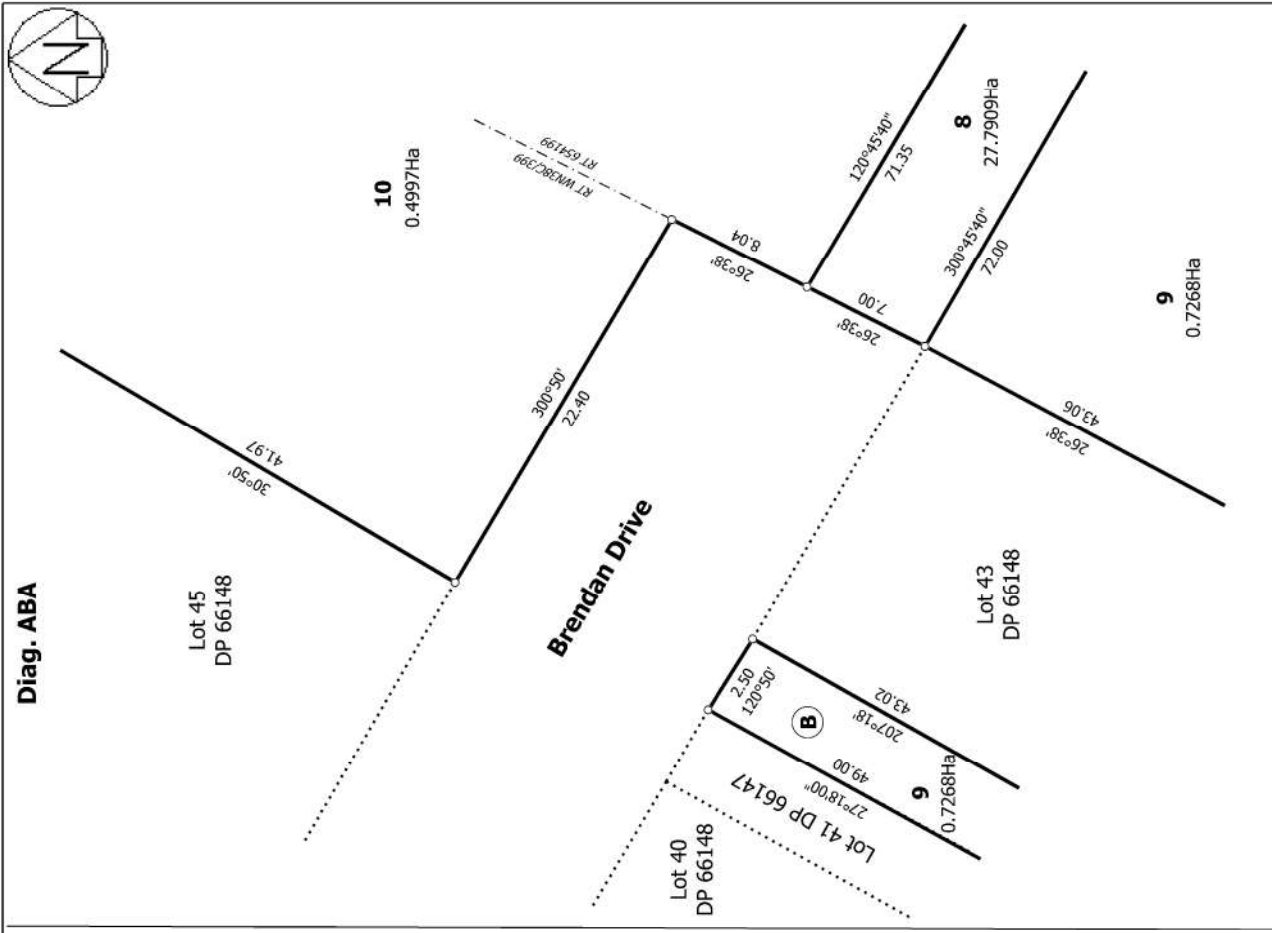 Diag. ABA
N
Lot 45
DP 66148
41.97
30°50'
10
0.4997Ha
RT 654199
RT WN38C/399
300°50'
22.40
8.04
26°38'
120°45'40"
71.35
8
27.7909Ha
7.00
26°38'
300°45'40"
72.00
Brendan Drive
9
0.7268Ha
43.06
26°38'
Lot 43
DP 66148
2.50
120°50'
B
43.02
207°18'
49.00
27°18'00"
9
0.7268Ha
Lot 41 DP 66147
Lot 40
DP 66148